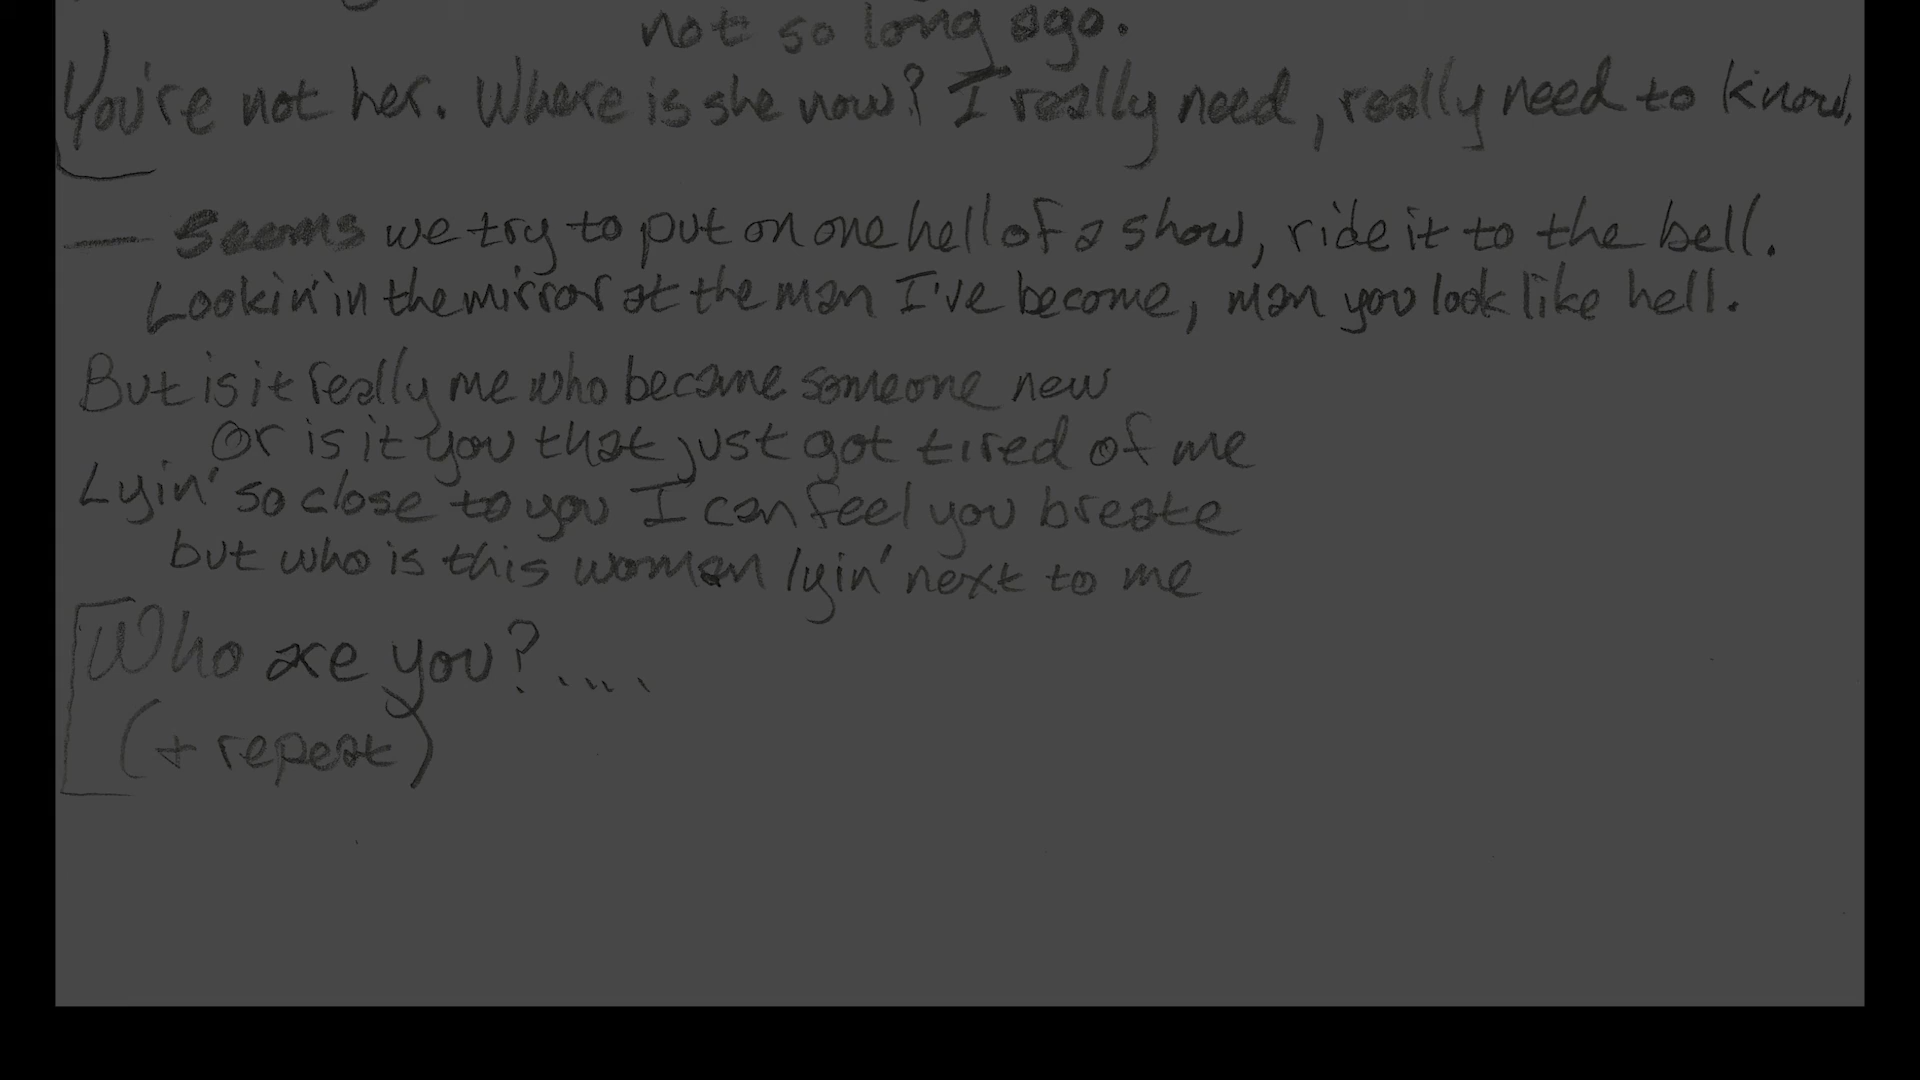 not so long ago.
You're not her. Where is she now? I really need, really need to know.
— Seems we try to put on one hell of a show, ride it to the bell.
Lookin' in the mirror at the man I've become, man you look like hell.
But is it really me who became someone new
Or is it you that just got tired of me
Lyin' so close to you I can feel you breate
but who is this woman lyin' next to me
Who are you?.....
(+ repeat)